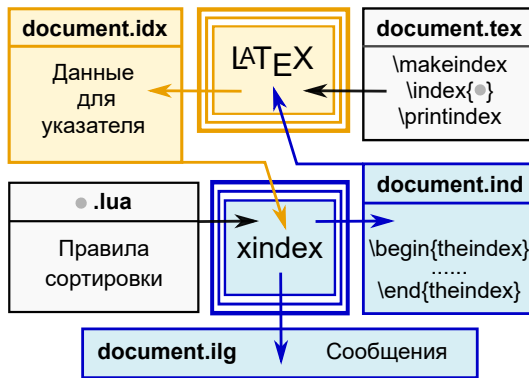 document.idx
Данные
для
указателя
LATEX
document.tex
\makeindex
\index{●}
\printindex
● .lua
Правила
сортировки
xindex
document.ind
\begin{theindex}
......
\end{theindex}
document.ilg Сообщения